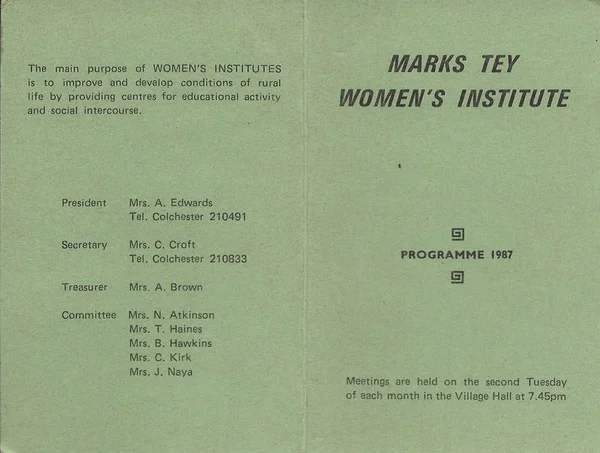 The main purpose of WOMEN'S INSTITUTES
is to improve and develop conditions of rural
life by providing centres for educational activity
and social intercourse.
President Mrs. A. Edwards
Tel. Colchester 210491
Secretary Mrs. C. Croft
Tel. Colchester 210833
Treasurer Mrs. A. Brown
Committee Mrs. N. Atkinson
Mrs. T. Haines
Mrs. B. Hawkins
Mrs. C. Kirk
Mrs. J. Naya
MARKS TEY
WOMEN'S INSTITUTE
PROGRAMME 1987
Meetings are held on the second Tuesday
of each month in the Village Hall at 7.45pm